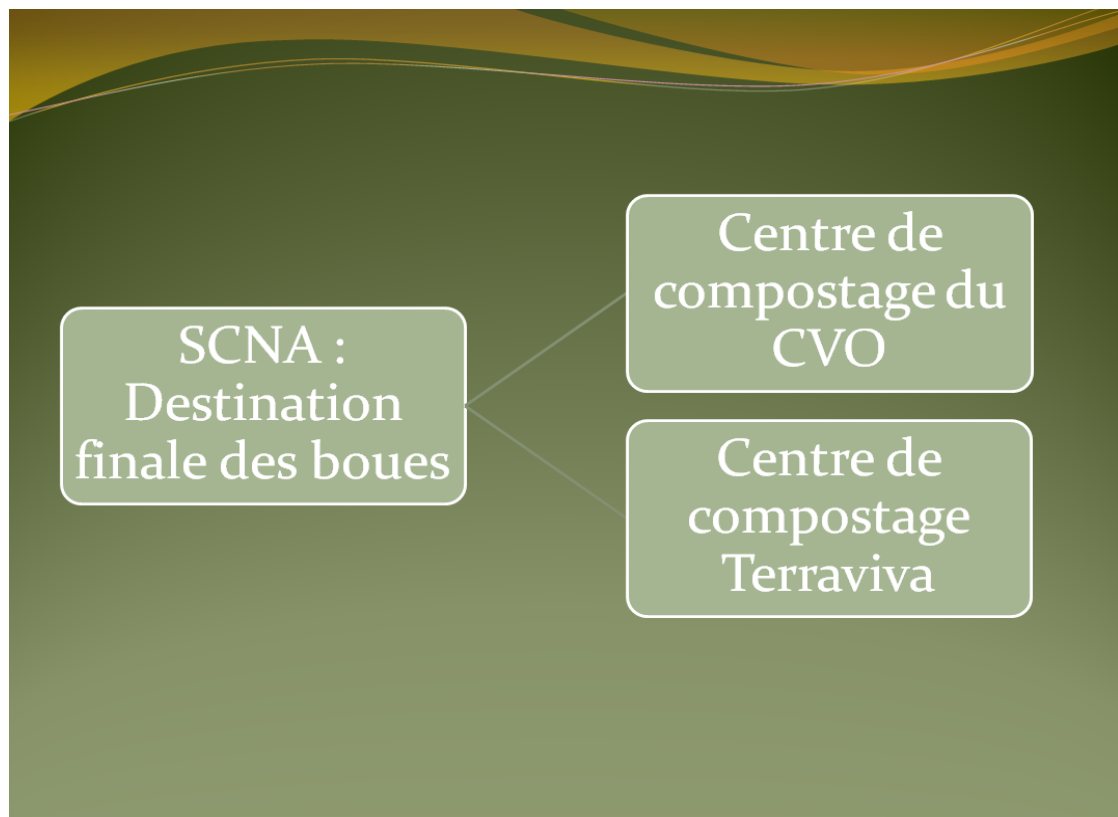 SCNA :
Destination
finale des boues
Centre de
compostage du
CVO
Centre de
compostage
Terraviva